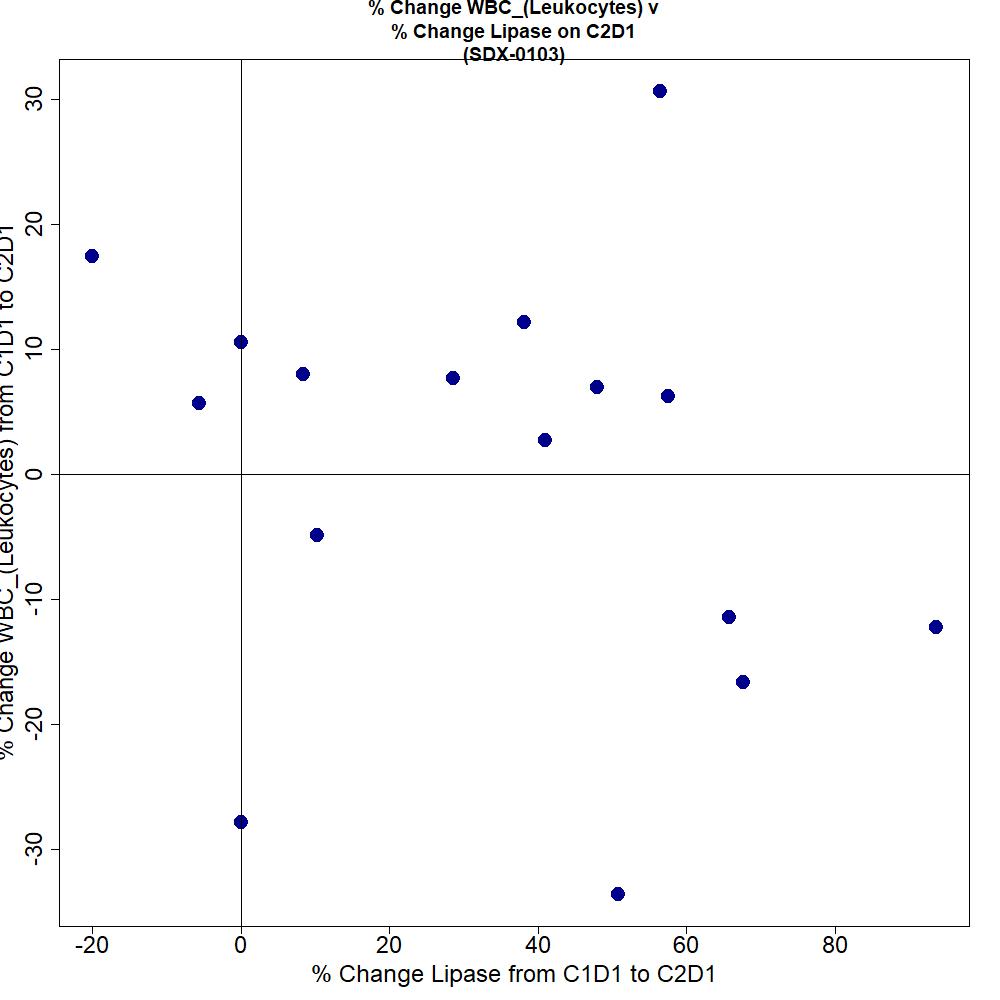 % Change WBC_(Leukocytes) v
% Change Lipase on C2D1
(SDX-0103)
% Change WBC_(Leukocytes) from C1D1 to C2D1
30
20
10
0
-10
-20
-30
-20 0 20 40 60 80
% Change Lipase from C1D1 to C2D1